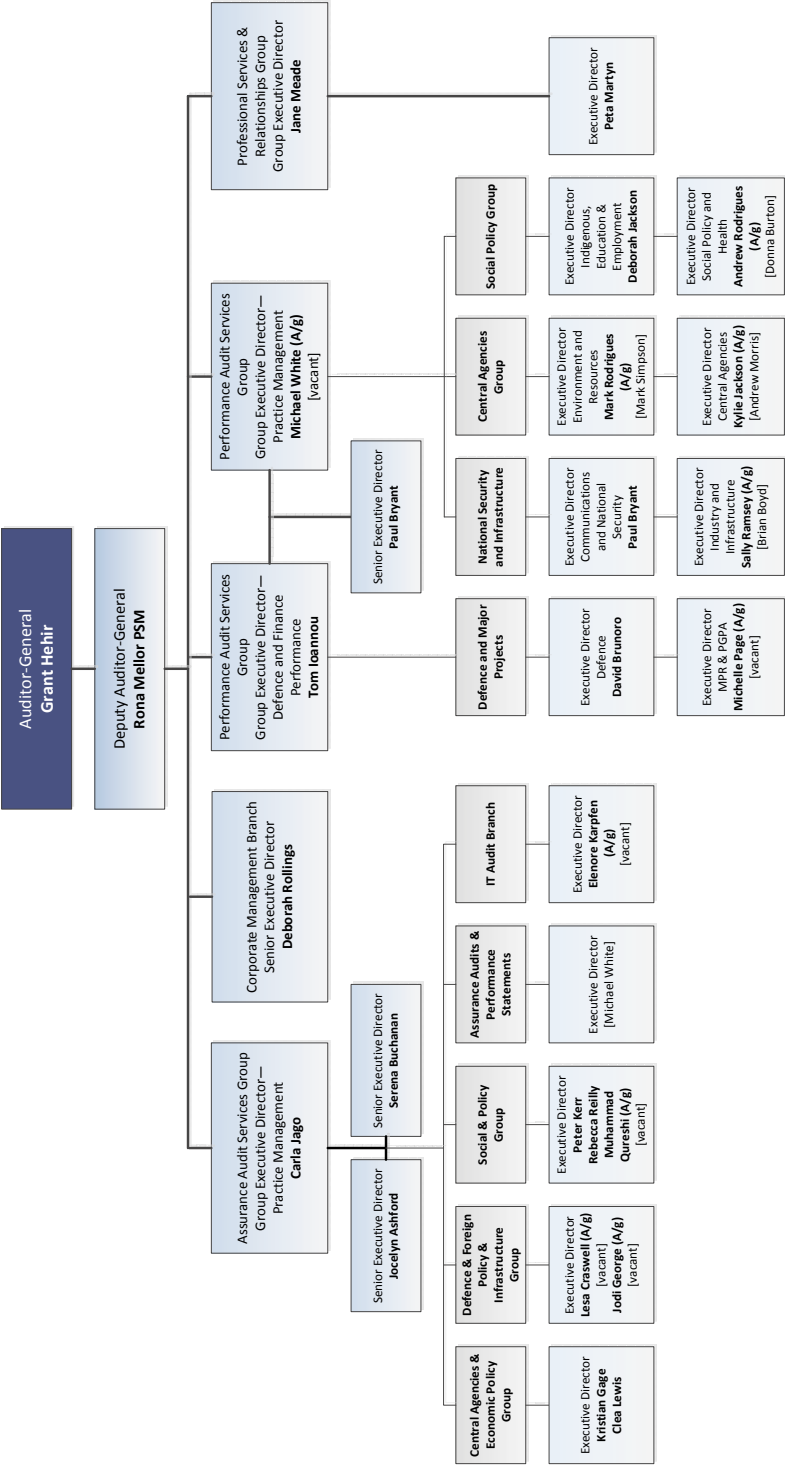 Auditor-General
Grant Hehir
Deputy Auditor-General
Rona Mellor PSM
Assurance Audit Services Group
Group Executive Director—
Practice Management
Carla Jago
Corporate Management Branch
Senior Executive Director
Deborah Rollings
Performance Audit Services
Group
Group Executive Director—
Defence and Finance
Performance
Tom Ioannou
Performance Audit Services
Group
Group Executive Director—
Practice Management
Michael White (A/g)
[vacant]
Professional Services &
Relationships Group
Group Executive Director
Jane Meade
Senior Executive Director
Jocelyn Ashford
Senior Executive Director
Serena Buchanan
Senior Executive Director
Paul Bryant
Central Agencies &
Economic Policy
Group
Defence & Foreign
Policy &
Infrastructure
Group
Social & Policy
Group
Assurance Audits &
Performance
Statements
IT Audit Branch
Defence and Major
Projects
National Security
and Infrastructure
Central Agencies
Group
Social Policy Group
Executive Director
Kristian Gage
Clea Lewis
Executive Director
Lesa Craswell (A/g)
[vacant]
Jodi George (A/g)
[vacant]
Executive Director
Peter Kerr
Rebecca Reilly
Muhammad
Qureshi (A/g)
[vacant]
Executive Director
[Michael White]
Executive Director
Elenore Karpfen
(A/g)
[vacant]
Executive Director
Defence
David Brunoro
Executive Director
Communications
and National
Security
Paul Bryant
Executive Director
Environment and
Resources
Mark Rodrigues
(A/g)
[Mark Simpson]
Executive Director
Indigenous,
Education &
Employment
Deborah Jackson
Executive Director
Peta Martyn
Executive Director
MPR & PGPA
Michelle Page (A/g)
[vacant]
Executive Director
Industry and
Infrastructure
Sally Ramsey (A/g)
[Brian Boyd]
Executive Director
Central Agencies
Kylie Jackson (A/g)
[Andrew Morris]
Executive Director
Social Policy and
Health
Andrew Rodrigues
(A/g)
[Donna Burton]